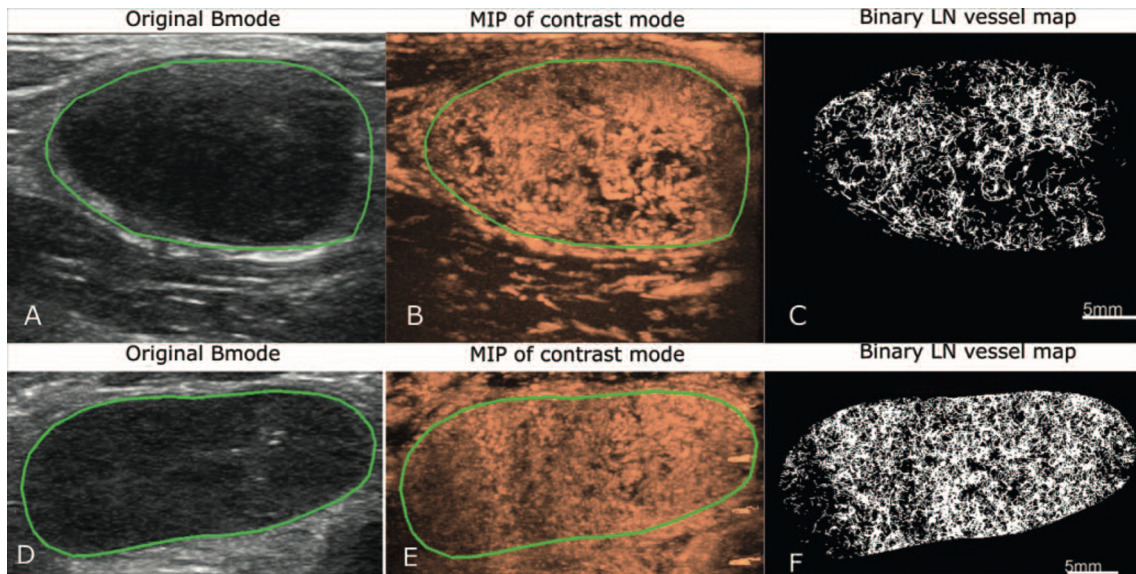 Original Bmode
MIP of contrast mode
Binary LN vessel map
A
B
C
5mm
Original Bmode
MIP of contrast mode
Binary LN vessel map
D
E
F
5mm